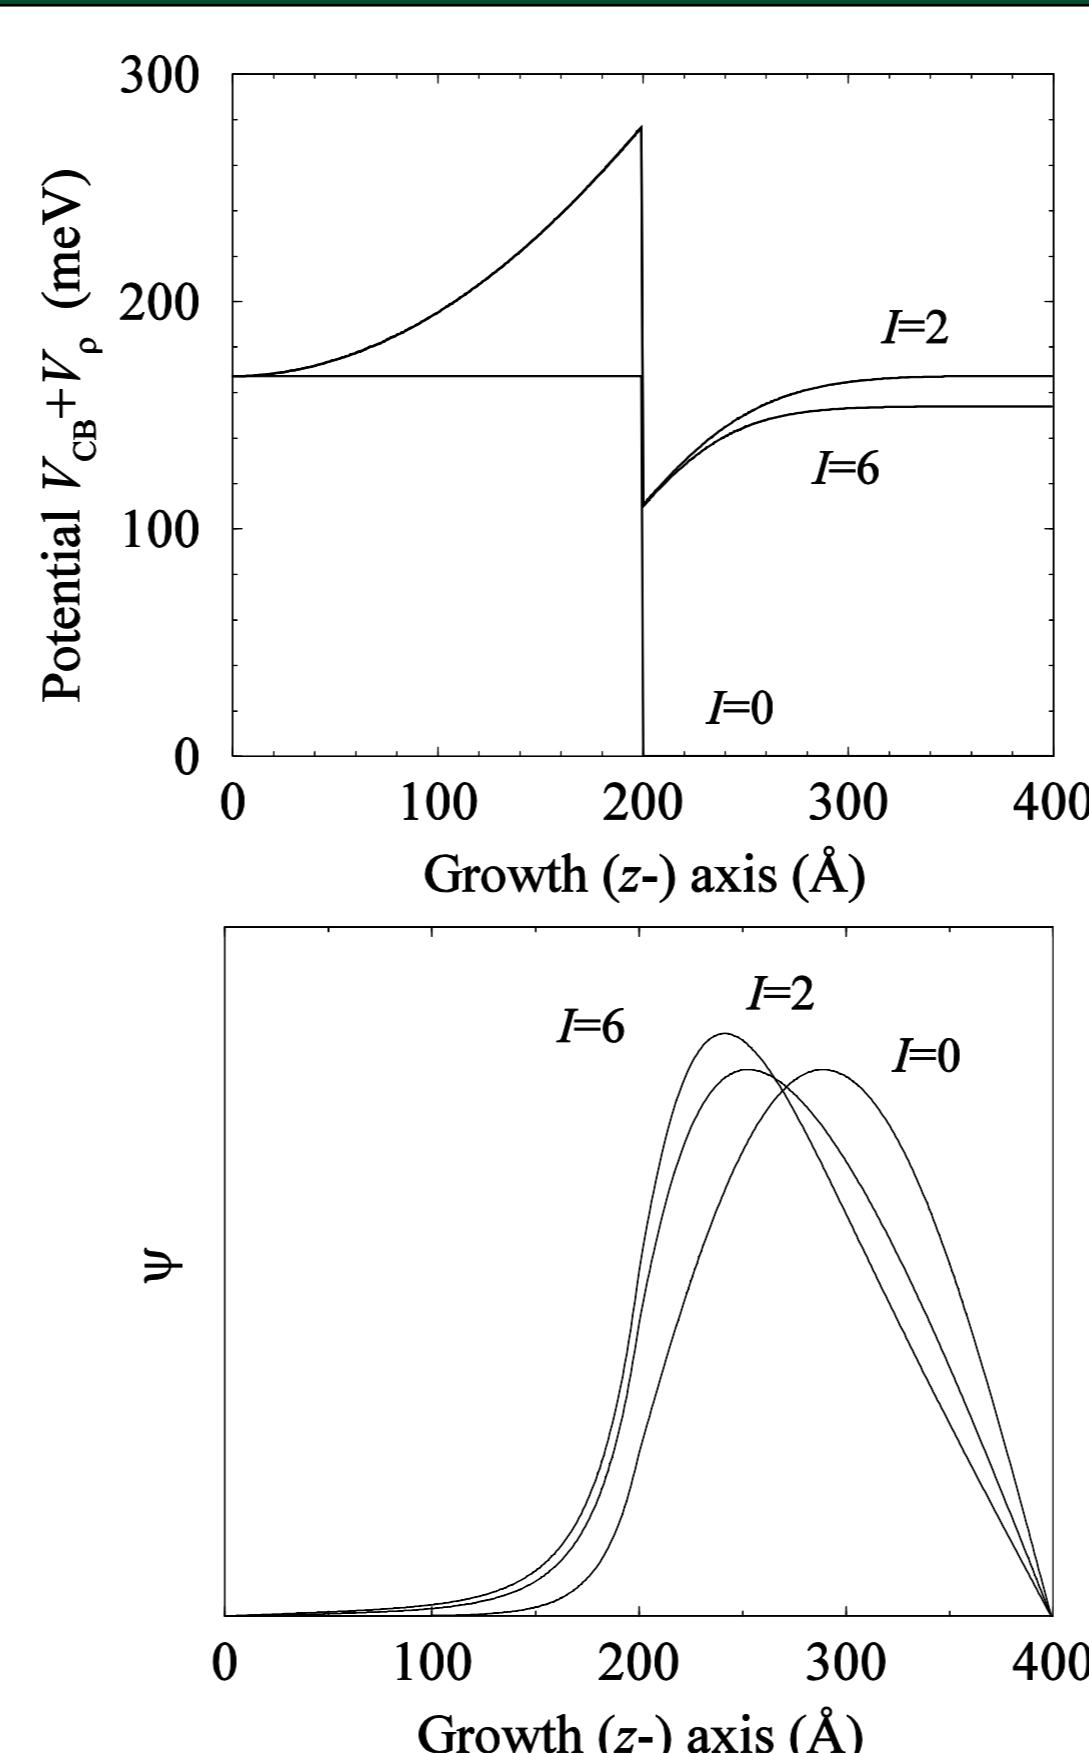 300
200
100
0
Potential V_CB+V_ρ (meV)
I=2
I=6
I=0
0 100 200 300 400
Growth (z-) axis (Å)
I=2
I=6
I=0
ψ
0 100 200 300 400
Growth (z-) axis (Å)